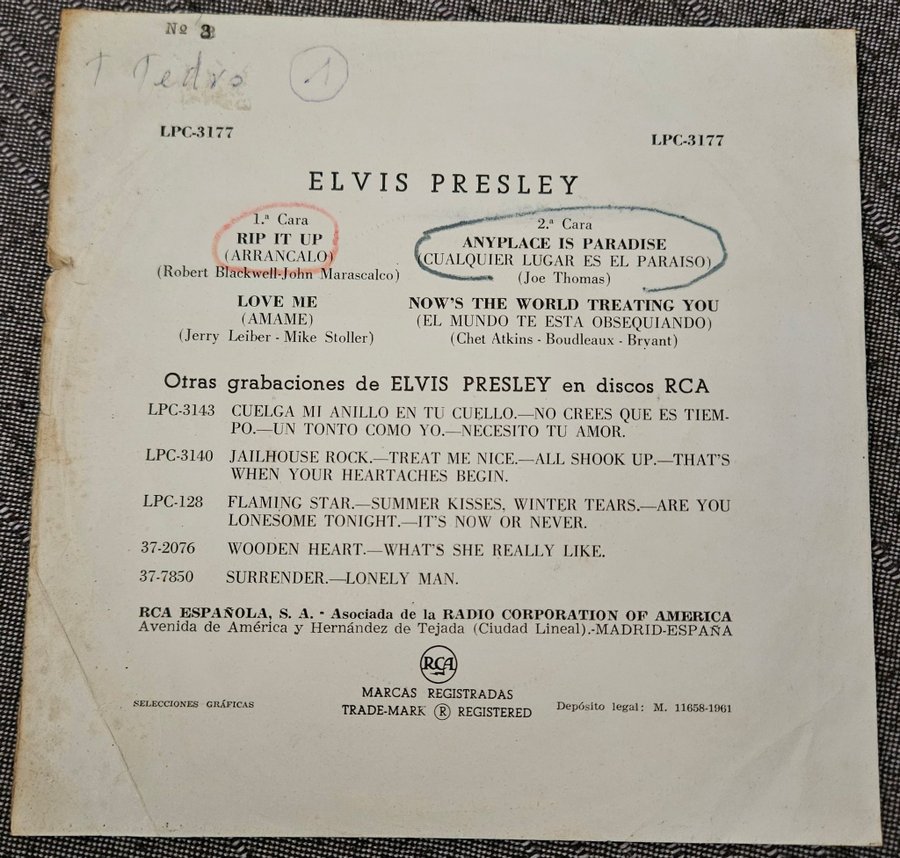 Nº 3
T Tedro 1
LPC-3177
LPC-3177
ELVIS PRESLEY
1.ª Cara
RIP IT UP
(ARRANCALO)
(Robert Blackwell-John Marascalco)
LOVE ME
(AMAME)
(Jerry Leiber - Mike Stoller)
2.ª Cara
ANYPLACE IS PARADISE
(CUALQUIER LUGAR ES EL PARAISO)
(Joe Thomas)
NOW'S THE WORLD TREATING YOU
(EL MUNDO TE ESTA OBSEQUIANDO)
(Chet Atkins - Boudleaux - Bryant)
Otras grabaciones de ELVIS PRESLEY en discos RCA
LPC-3143 CUELGA MI ANILLO EN TU CUELLO.—NO CREES QUE ES TIEM-
PO.—UN TONTO COMO YO.—NECESITO TU AMOR.
LPC-3140 JAILHOUSE ROCK.—TREAT ME NICE.—ALL SHOOK UP.—THAT'S
WHEN YOUR HEARTACHES BEGIN.
LPC-128 FLAMING STAR.—SUMMER KISSES, WINTER TEARS.—ARE YOU
LONESOME TONIGHT.—IT'S NOW OR NEVER.
37-2076 WOODEN HEART.—WHAT'S SHE REALLY LIKE.
37-7850 SURRENDER.—LONELY MAN.
RCA ESPAÑOLA, S. A. - Asociada de la RADIO CORPORATION OF AMERICA
Avenida de América y Hernández de Tejada (Ciudad Lineal).-MADRID-ESPAÑA
RCA
MARCAS REGISTRADAS
TRADE-MARK ® REGISTERED
SELECCIONES GRÁFICAS
Depósito legal: M. 11658-1961